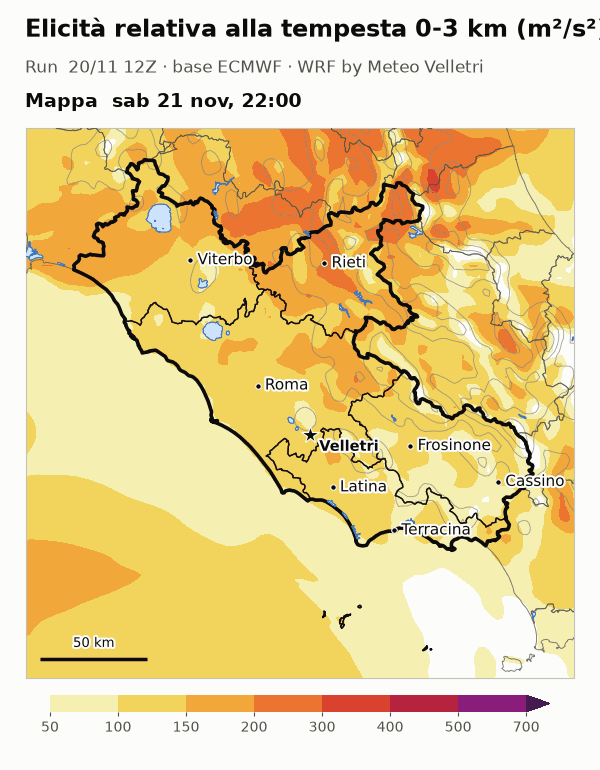 Elicità relativa alla tempesta 0-3 km (m²/s²)
Run 20/11 12Z · base ECMWF · WRF by Meteo Velletri
Mappa sab 21 nov, 22:00
Viterbo
Rieti
Roma
Velletri
Frosinone
Cassino
Latina
Terracina
50 km
50 100 150 200 300 400 500 700